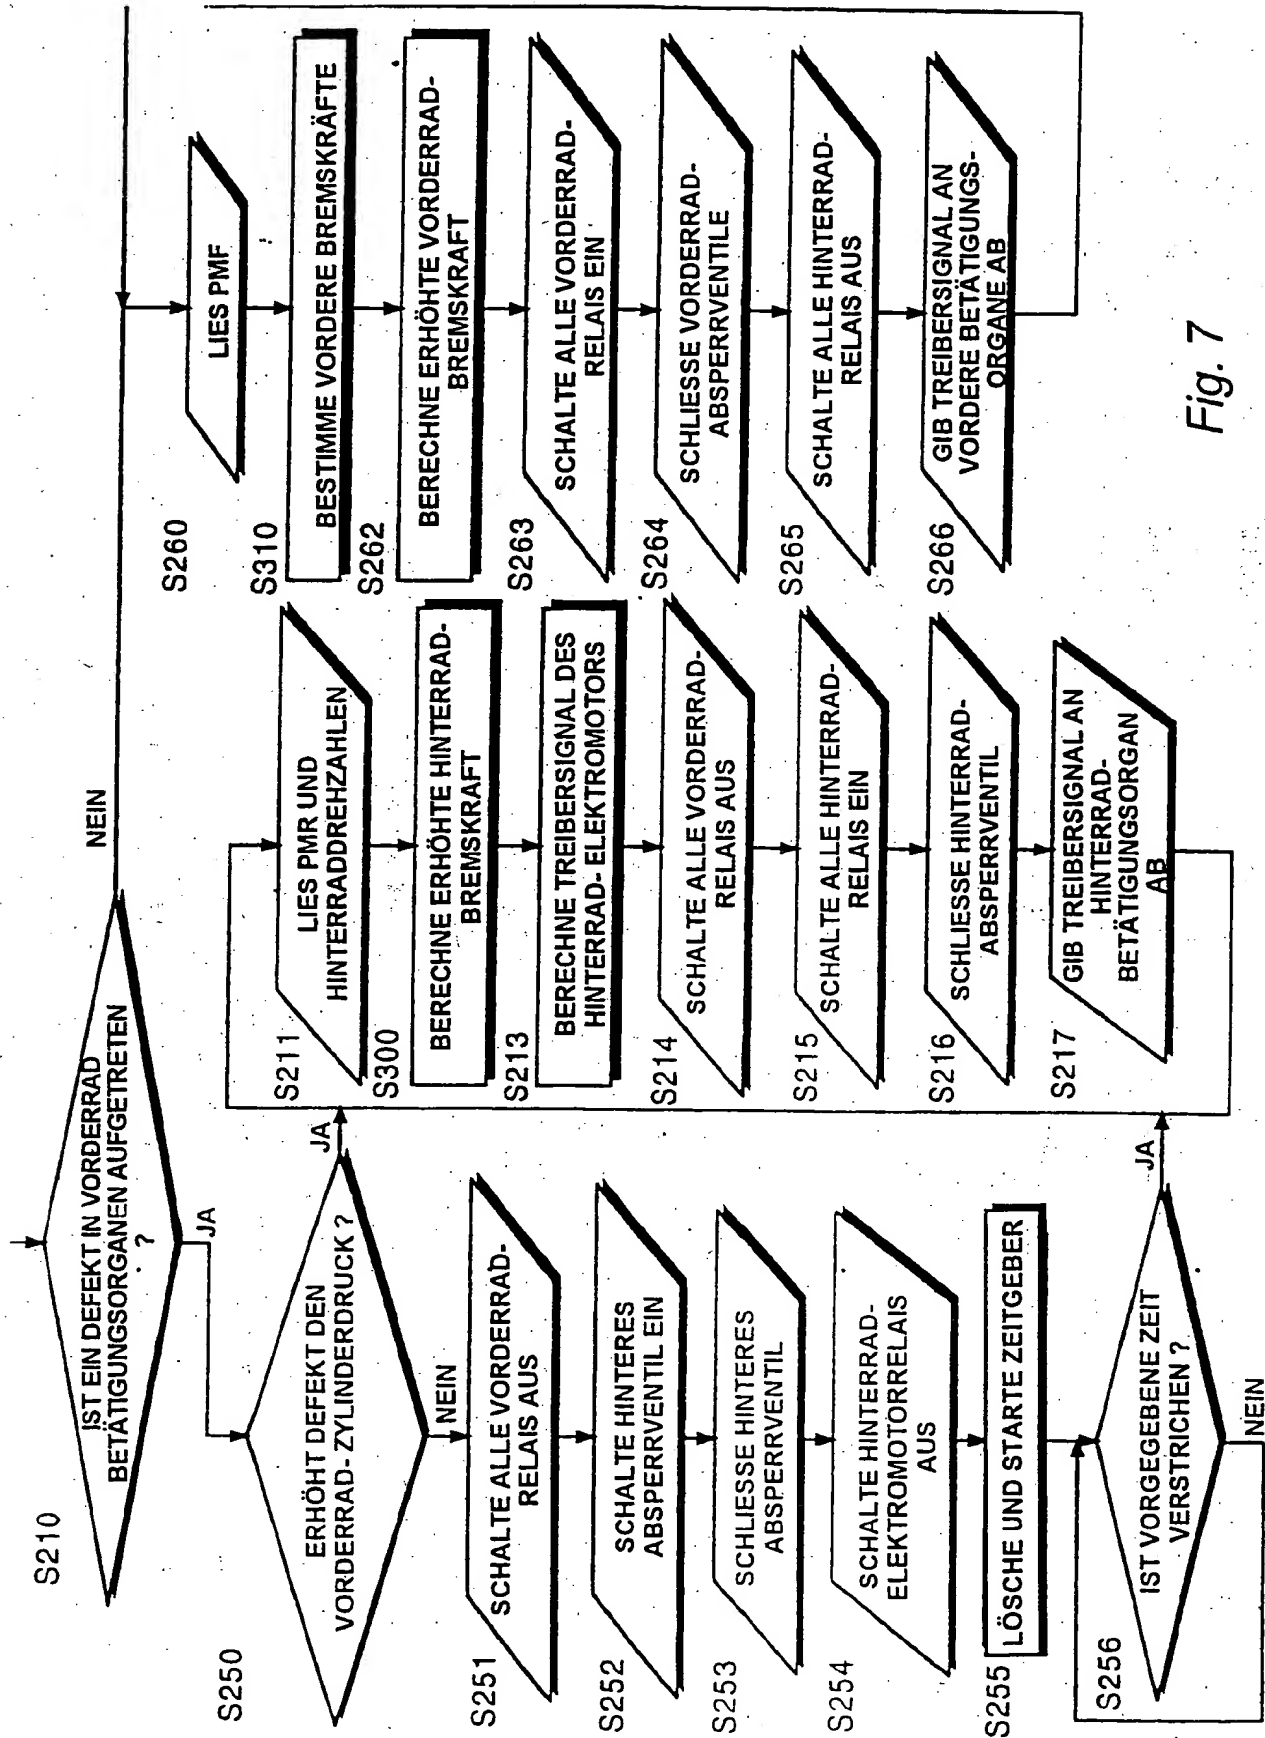 S210
IST EIN DEFEKT IN VORDERRAD
BETÄTIGUNGSORGANEN AUFGETRETEN
?
NEIN
JA
S250
ERHÖHT DEFEKT DEN
VORDERRAD- ZYLINDERDRUCK ?
JA
NEIN
S251
SCHALTE ALLE VORDERRAD-
RELAIS AUS
S252
SCHALTE HINTERES
ABSPERRVENTIL EIN
S253
SCHLIESSE HINTERES
ABSPERRVENTIL
S254
SCHALTE HINTERRAD-
ELEKTROMOTORRELAIS
AUS
S255
LÖSCHE UND STARTE ZEITGEBER
S256
IST VORGEGEBENE ZEIT
VERSTRICHEN ?
JA
NEIN
S211
LIES PMR UND
HINTERRADDREHZAHLEN
S300
BERECHNE ERHÖHTE HINTERRAD-
BREMSKRAFT
S213
BERECHNE TREIBERSIGNAL DES
HINTERRAD- ELEKTROMOTORS
S214
SCHALTE ALLE VORDERRAD-
RELAIS AUS
S215
SCHALTE ALLE HINTERRAD-
RELAIS EIN
S216
SCHLIESSE HINTERRAD-
ABSPERRVENTIL
S217
GIB TREIBERSIGNAL AN
HINTERRAD-
BETÄTIGUNGSORGAN
AB
S260
LIES PMF
S310
BESTIMME VORDERE BREMSKRÄFTE
S262
BERECHNE ERHÖHTE VORDERRAD-
BREMSKRAFT
S263
SCHALTE ALLE VORDERRAD-
RELAIS EIN
S264
SCHLIESSE VORDERRAD-
ABSPERRVENTILE
S265
SCHALTE ALLE HINTERRAD-
RELAIS AUS
S266
GIB TREIBERSIGNAL AN
VORDERE BETÄTIGUNGS-
ORGANE AB
Fig. 7